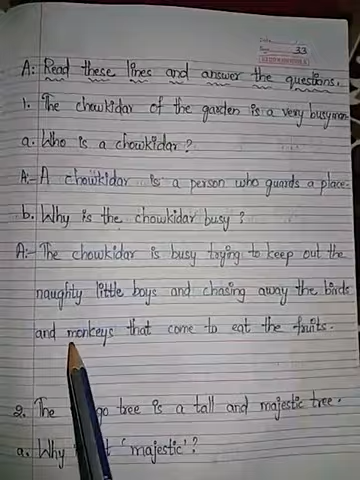 33
A:- Read these lines and answer the questions.
1. The chowkidar of the garden is a very busy man
a. Who is a chowkidar?
A:- A chowkidar is a person who guards a place.
b. Why is the chowkidar busy?
A:- The chowkidar is busy trying to keep out the
naughty little boys and chasing away the birds
and monkeys that come to eat the fruits.
2. The go tree is a tall and majestic tree.
a. Why 'majestic'?